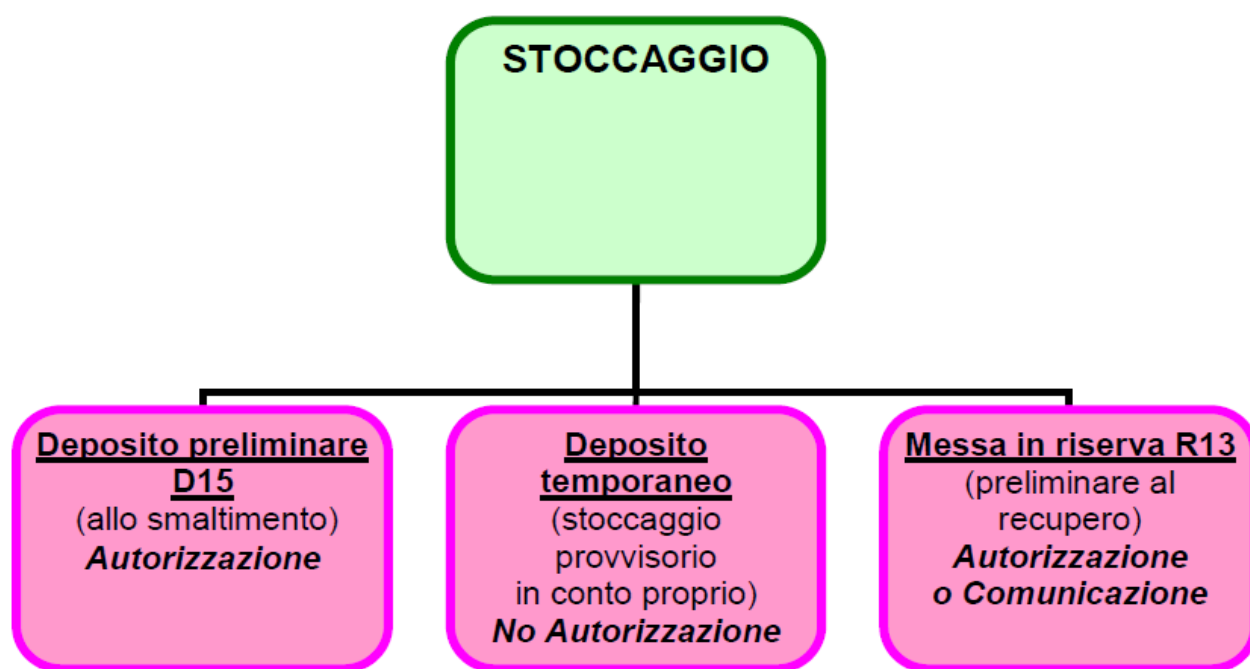 STOCCAGGIO
Deposito preliminare
D15
(allo smaltimento)
Autorizzazione
Deposito
temporaneo
(stoccaggio
provvisorio
in conto proprio)
No Autorizzazione
Messa in riserva R13
(preliminare al
recupero)
Autorizzazione
o Comunicazione